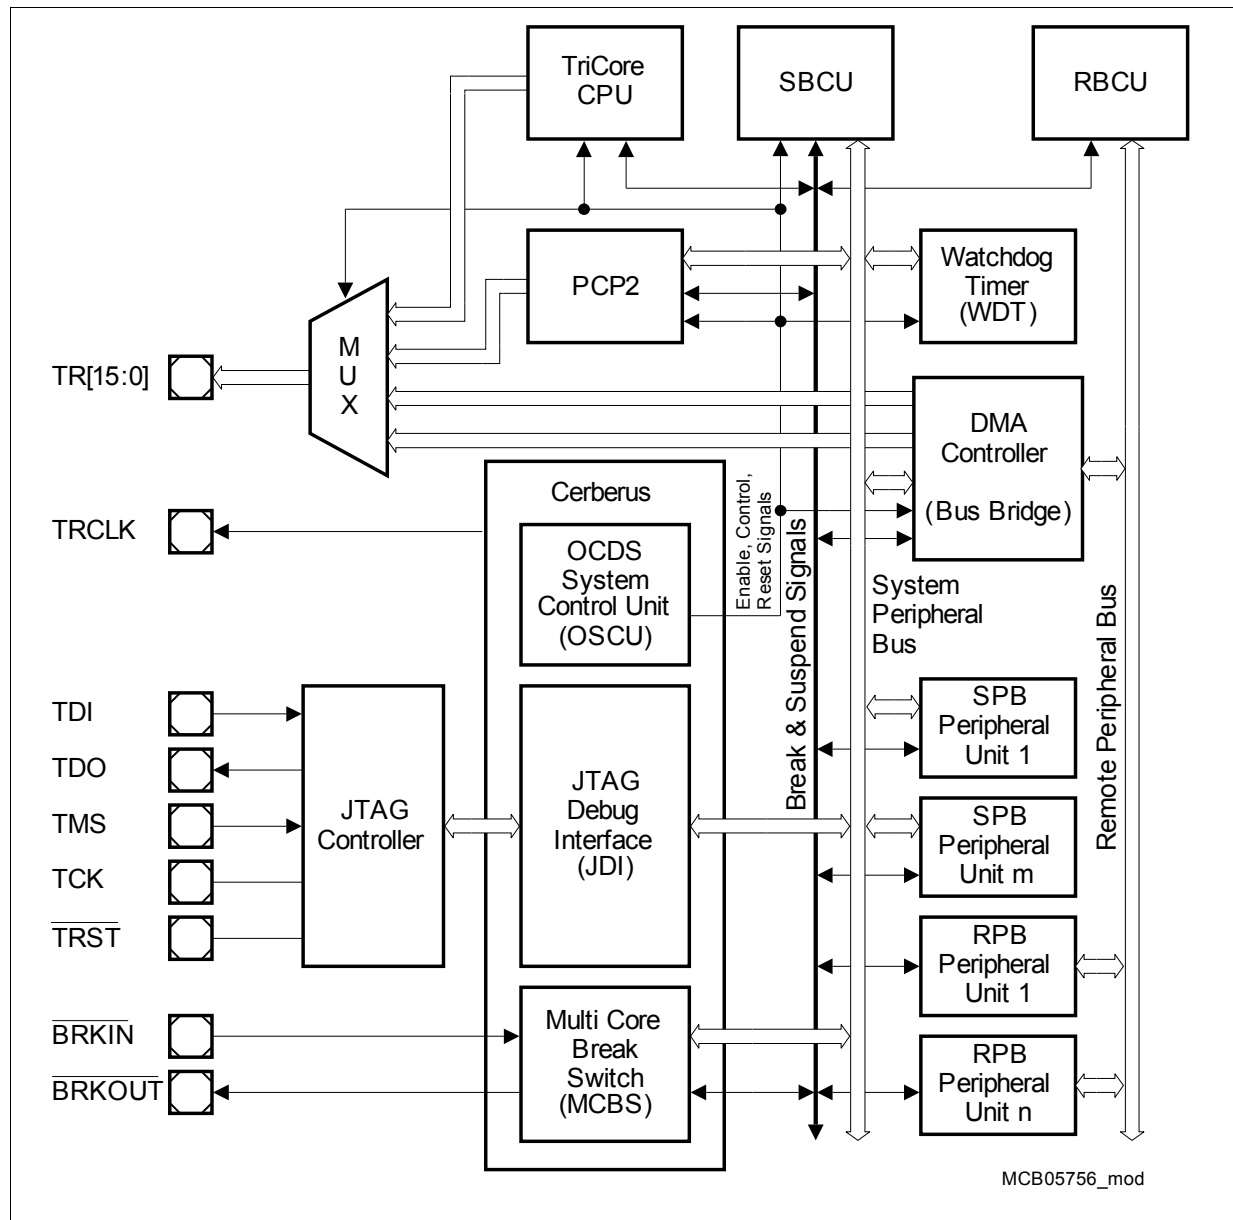 TriCore
CPU
SBCU
RBCU
PCP2
Watchdog
Timer
(WDT)
TR[15:0]
M
U
X
DMA
Controller
(Bus Bridge)
Cerberus
TRCLK
OCDS
System
Control Unit
(OSCU)
Enable, Control,
Reset Signals
Break & Suspend Signals
System
Peripheral
Bus
Remote Peripheral Bus
TDI
TDO
TMS
TCK
TRST
JTAG
Controller
JTAG
Debug
Interface
(JDI)
SPB
Peripheral
Unit 1
SPB
Peripheral
Unit m
RPB
Peripheral
Unit 1
BRKIN
BRKOUT
Multi Core
Break
Switch
(MCBS)
RPB
Peripheral
Unit n
MCB05756_mod